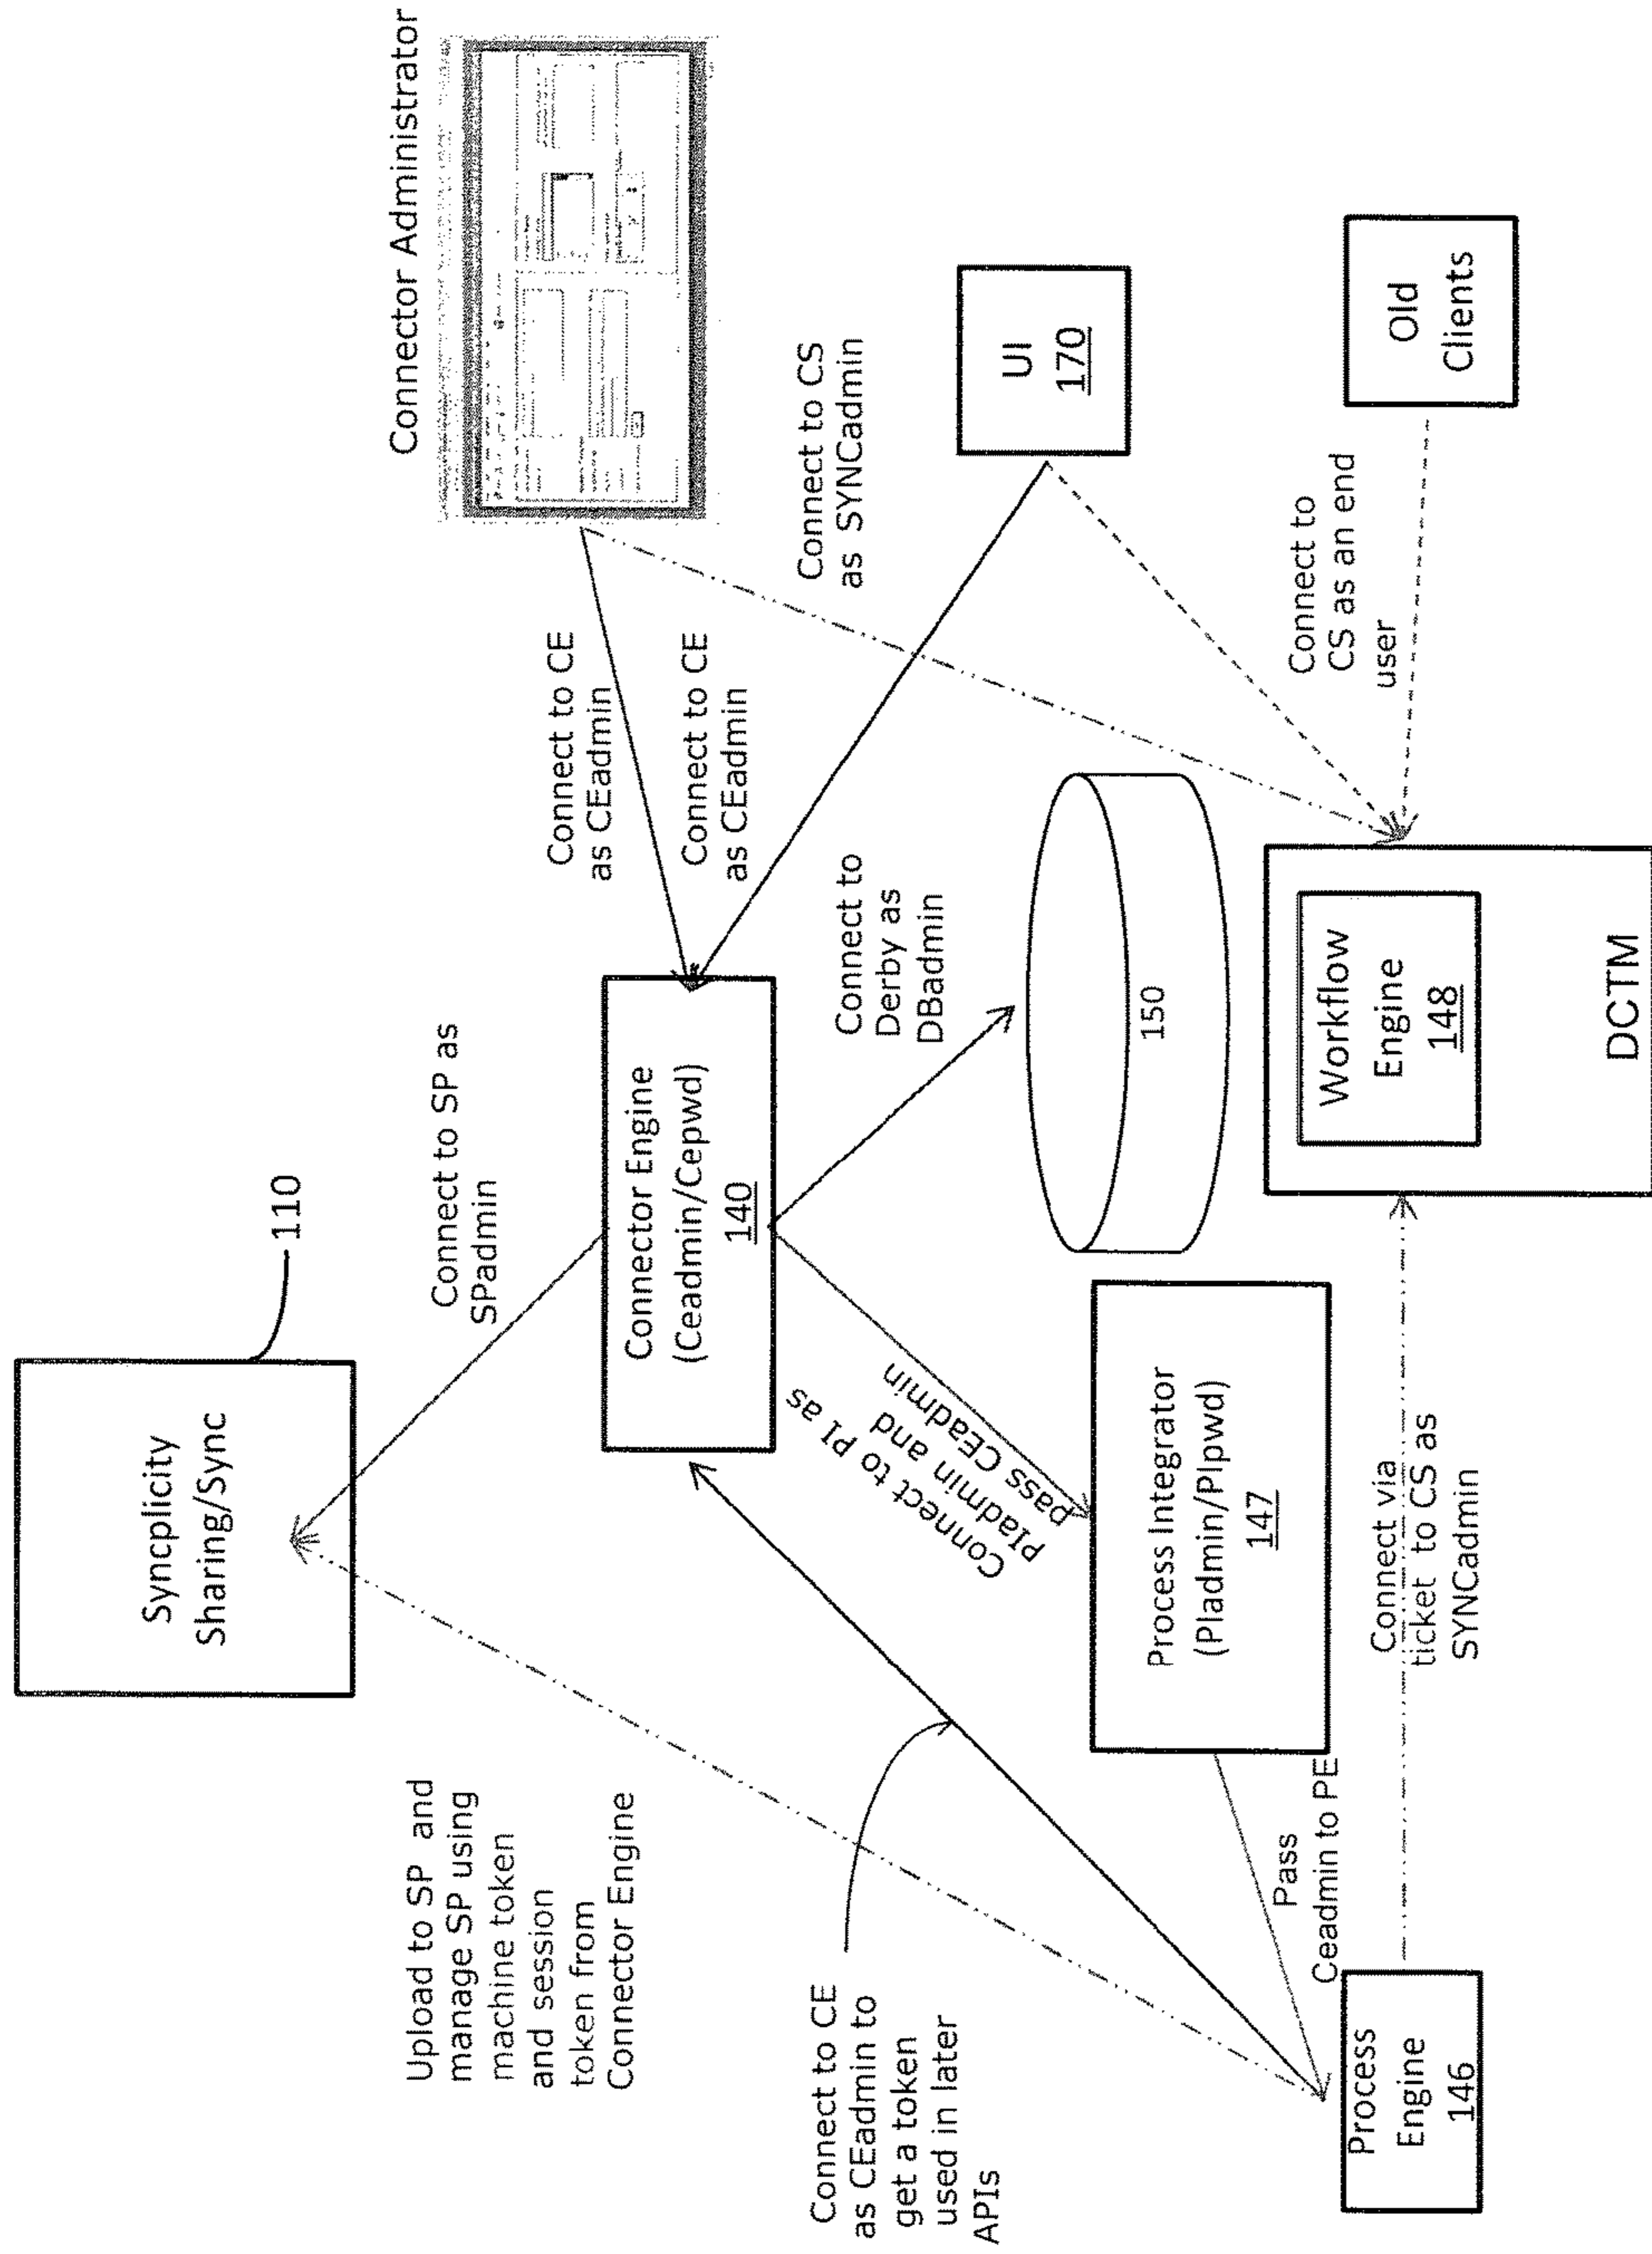 Connector Administrator
Syncplicity
Sharing/Sync
110
Connect to SP as
SPadmin
Upload to SP and
manage SP using
machine token
and session
token from
Connector Engine
Connect to CE
as CEadmin
Connect to CE
as CEadmin
Connector Engine
(Ceadmin/Cepwd)
140
Connect to CS
as SYNCadmin
Connect to CE
as CEadmin to
get a token
used in later
APIs
Connect to PI as
PIadmin and
pass CEadmin
Connect to
Derby as
DBadmin
UI
170
150
Process Integrator
(PIadmin/PIpwd)
147
Pass
Ceadmin to PE
Connect to
CS as an end
user
Old
Clients
Process
Engine
146
Connect via
ticket to CS as
SYNCadmin
Workflow
Engine
148
DCTM